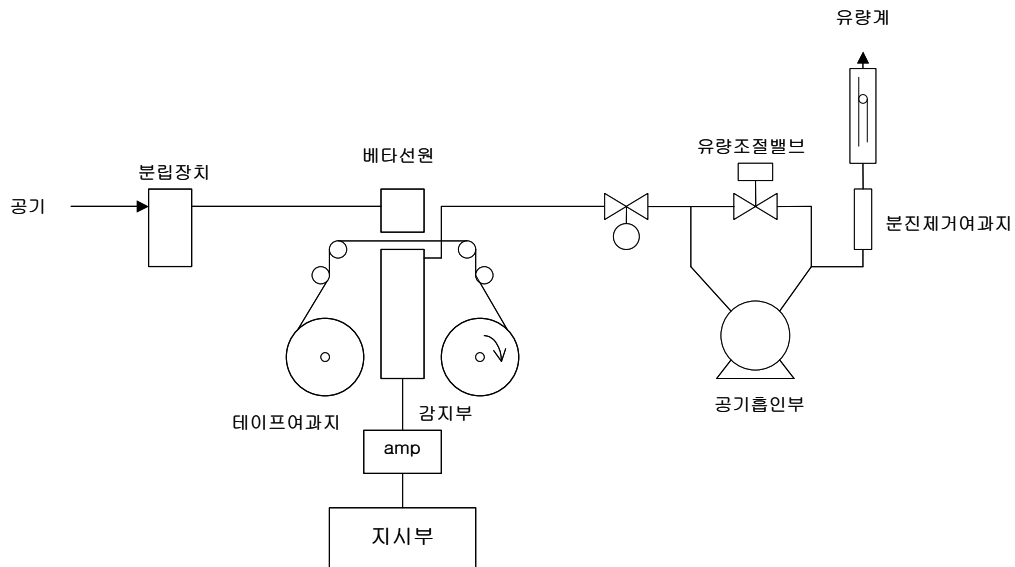 유량계
베타선원
유량조절밸브
분립장치
공기
분진제거여과지
공기흡인부
감지부
테이프여과지
amp
지시부